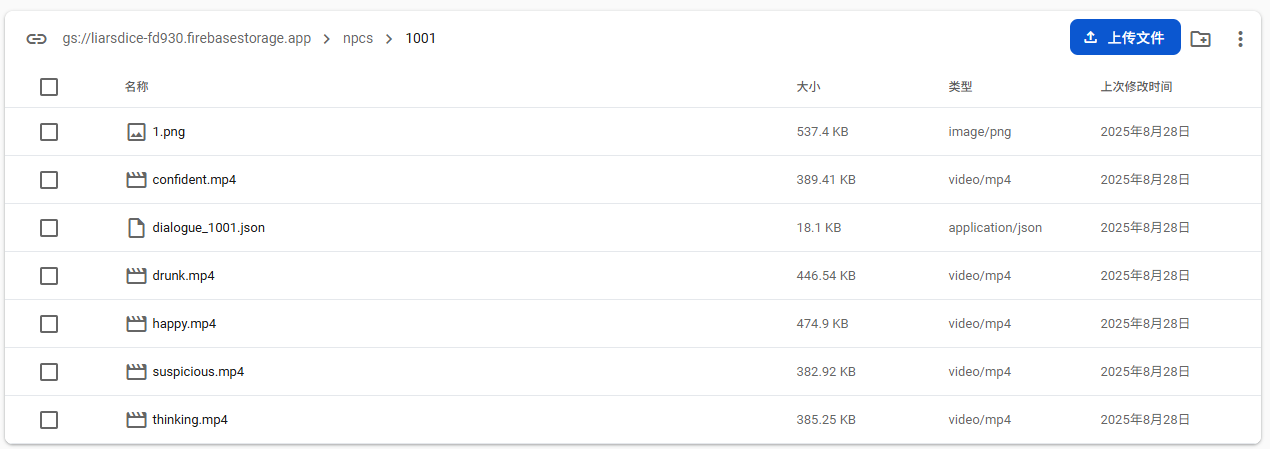 gs://liarsdice-fd930.firebasestorage.app > npcs > 1001 上传文件
名称 大小 类型 上次修改时间
1.png 537.4 KB image/png 2025年8月28日
confident.mp4 389.41 KB video/mp4 2025年8月28日
dialogue_1001.json 18.1 KB application/json 2025年8月28日
drunk.mp4 446.54 KB video/mp4 2025年8月28日
happy.mp4 474.9 KB video/mp4 2025年8月28日
suspicious.mp4 382.92 KB video/mp4 2025年8月28日
thinking.mp4 385.25 KB video/mp4 2025年8月28日